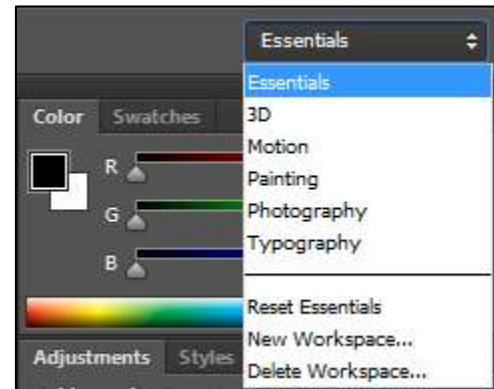 Essentials
Essentials
3D
Motion
Painting
Photography
Typography
Reset Essentials
New Workspace...
Delete Workspace...
Color Swatches
R
G
B
Adjustments Styles